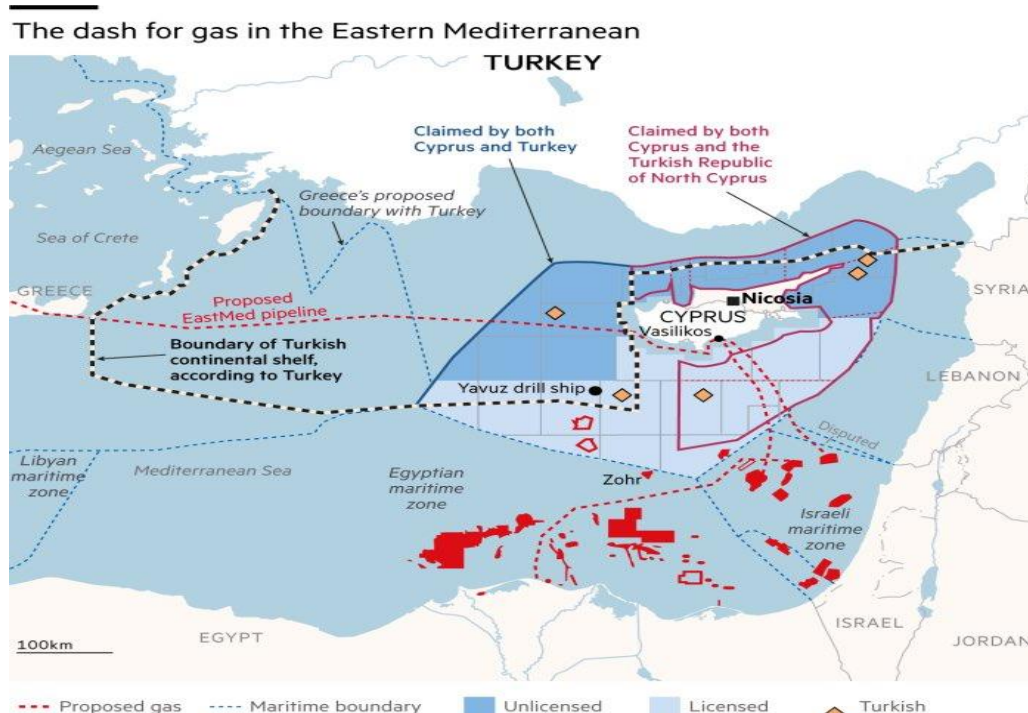 The dash for gas in the Eastern Mediterranean
TURKEY
Claimed by both
Cyprus and Turkey
Claimed by both
Cyprus and the
Turkish Republic
of North Cyprus
Aegean Sea
Greece's proposed
boundary with Turkey
Sea of Crete
GREECE
Proposed
EastMed pipeline
Nicosia
CYPRUS
Vasilikos
SYRIA
Boundary of Turkish
continental shelf,
according to Turkey
Yavuz drill ship
LEBANON
Disputed
Libyan
maritime
zone
Mediterranean Sea
Egyptian
maritime
zone
Zohr
Israeli
maritime
zone
EGYPT
ISRAEL
JORDAN
100km
Proposed gas
Maritime boundary
Unlicensed
Licensed
Turkish